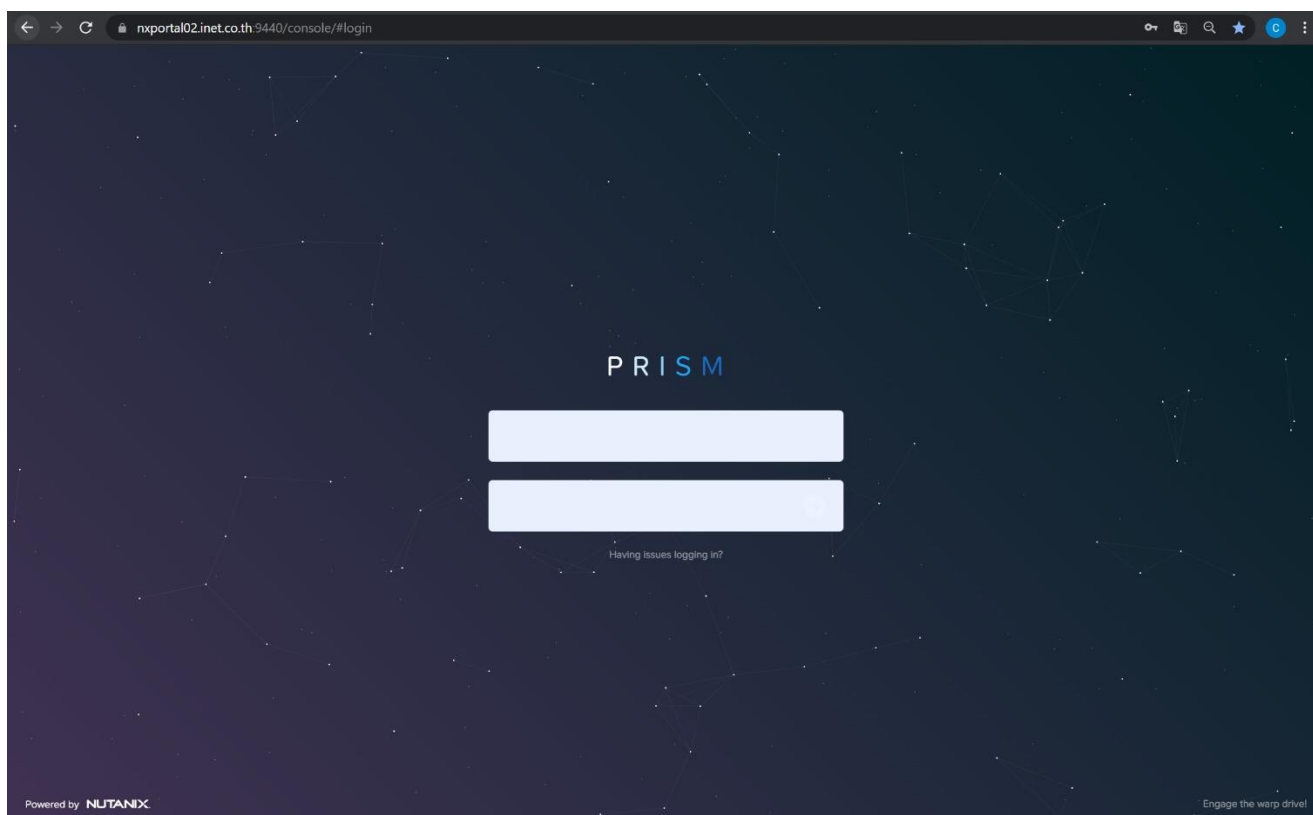 nxportal02.inet.co.th:9440/console/#login
C
PRISM
Having issues logging in?
Powered by NUTANIX.
Engage the warp drive!